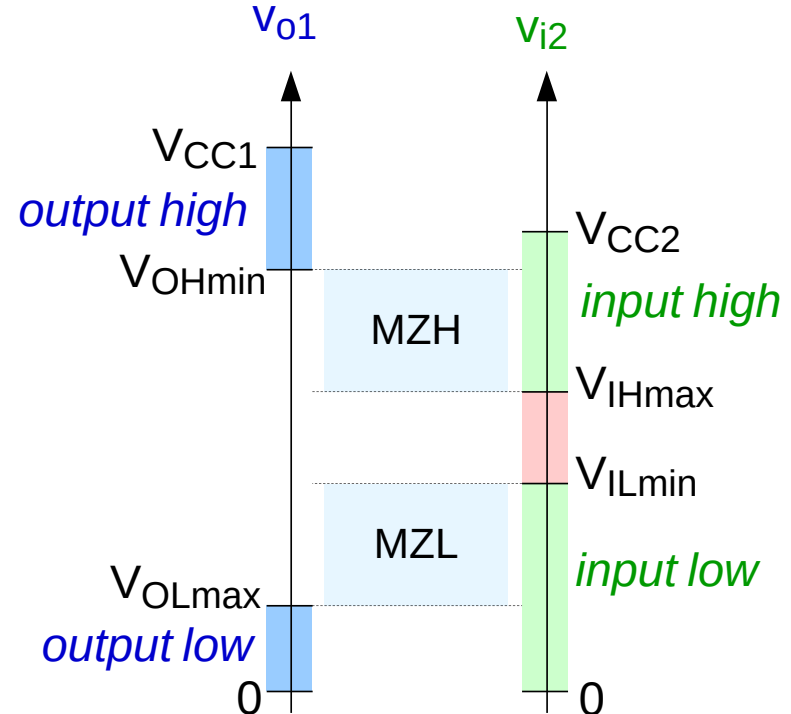 vo1
vi2
VCC1
output high
VOHmin
VCC2
input high
MZH
VIHmax
VILmin
MZL
input low
VOLmax
output low
0
0